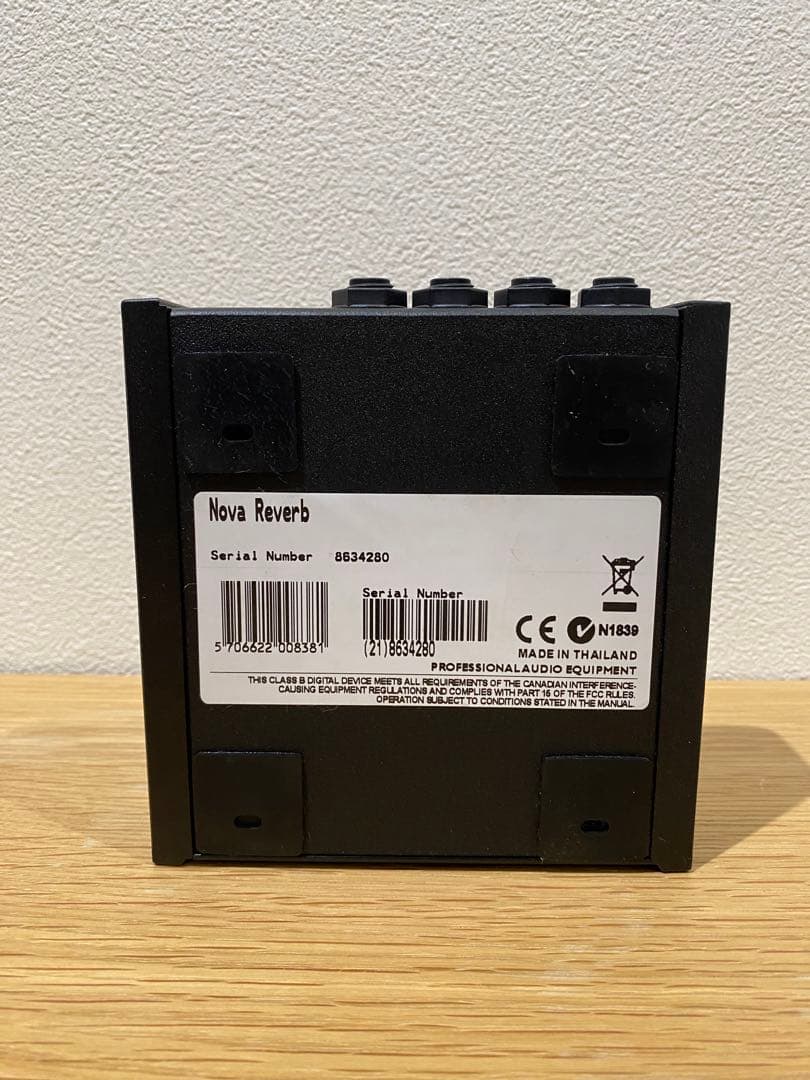 Nova Reverb
Serial Number 8634280
Serial Number
5 706622 008381
(21)8634280
CE N1839
MADE IN THAILAND
PROFESSIONAL AUDIO EQUIPMENT
THIS CLASS B DIGITAL DEVICE MEETS ALL REQUIREMENTS OF THE CANADIAN INTERFERENCE-
CAUSING EQUIPMENT REGULATIONS AND COMPLIES WITH PART 15 OF THE FCC RULES.
OPERATION SUBJECT TO CONDITIONS STATED IN THE MANUAL.